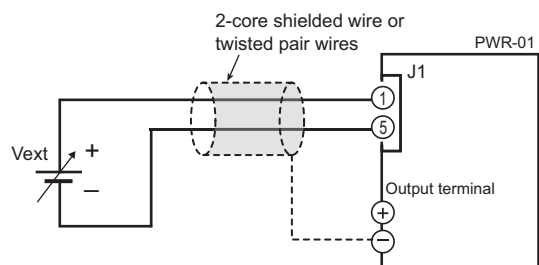 2-core shielded wire or
twisted pair wires
PWR-01
J1
1
5
Vext
+
–
Output terminal
+
–